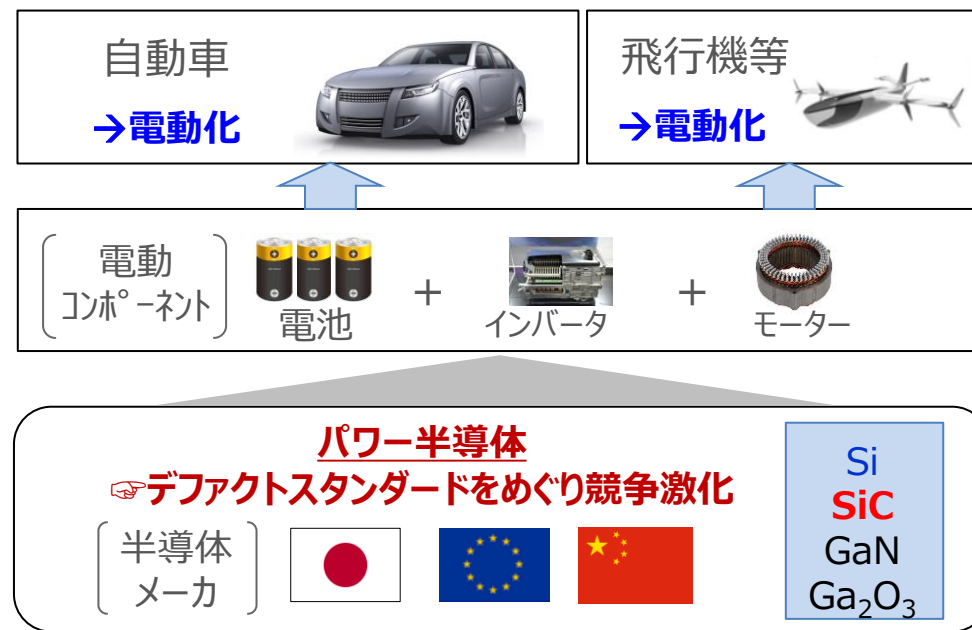 自動車
→電動化
飛行機等
→電動化
電動
ｺﾝﾎﾟｰﾈﾝﾄ
電池
+
インバータ
+
モーター
パワー半導体
☞デファクトスタンダードをめぐり競争激化
半導体
メーカ
Si
SiC
GaN
Ga₂O₃